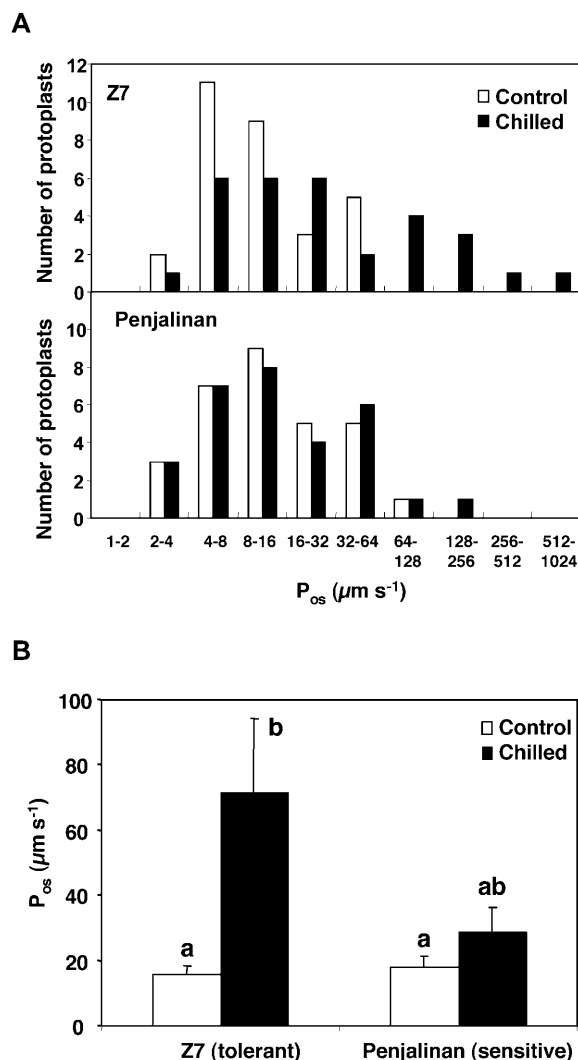 A
12
Z7
Control
10
Chilled
8
6
4
2
0
Number of protoplasts
Penjalinan
8
6
4
2
0
Number of protoplasts
1-2 2-4 4-8 8-16 16-32 32-64 64-128 128-256 256-512 512-1024
Pos (µm s-1)
B
100
Control
b
Chilled
80
60
40
20
0
Pos (µm s-1)
a
a
ab
Z7 (tolerant) Penjalinan (sensitive)